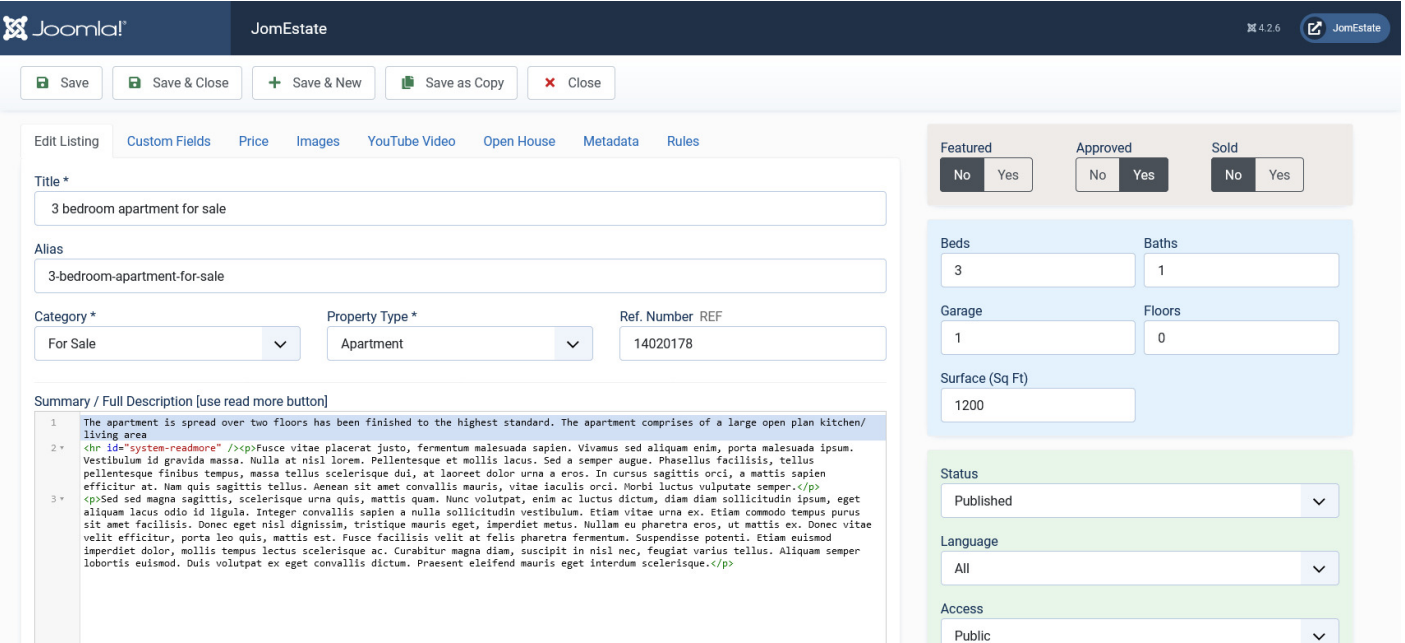 Joomla!
JomEstate
4.2.6
JomEstate
Save
Save & Close
Save & New
Save as Copy
Close
Edit Listing
Custom Fields
Price
Images
YouTube Video
Open House
Metadata
Rules
Title *
3 bedroom apartment for sale
Alias
3-bedroom-apartment-for-sale
Category *
Property Type *
Ref. Number REF
For Sale
Apartment
14020178
Summary / Full Description [use read more button]
1 The apartment is spread over two floors has been finished to the highest standard. The apartment comprises of a large open plan kitchen/
living area
2 <hr id="system-readmore" /><p>Fusce vitae placerat justo, fermentum malesuada sapien. Vivamus sed aliquam enim, porta malesuada ipsum.
Vestibulum id gravida massa. Nulla at nisl lorem. Pellentesque et mollis lacus. Sed a semper augue. Phasellus facilisis, tellus
pellentesque finibus tempus, massa tellus scelerisque dui, at laoreet dolor urna a eros. In cursus sagittis orci, a mattis sapien
efficitur at. Nam quis sagittis tellus. Aenean sit amet convallis mauris, vitae iaculis orci. Morbi luctus vulputate semper.</p>
3 <p>Sed sed magna sagittis, scelerisque urna quis, mattis quam. Nunc volutpat, enim ac luctus dictum, diam diam sollicitudin ipsum, eget
aliquam lacus odio id ligula. Integer convallis sapien a nulla sollicitudin vestibulum. Etiam vitae urna ex. Etiam commodo tempus purus
sit amet facilisis. Donec eget nisl dignissim, tristique mauris eget, imperdiet metus. Nullam eu pharetra eros, ut mattis ex. Donec vitae
velit efficitur, porta leo quis, mattis est. Fusce facilisis velit at felis pharetra fermentum. Suspendisse potenti. Etiam euismod
imperdiet dolor, mollis tempus lectus scelerisque ac. Curabitur magna diam, suscipit in nisl nec, feugiat varius tellus. Aliquam semper
lobortis euismod. Duis volutpat ex eget convallis dictum. Praesent eleifend mauris eget interdum scelerisque.</p>
Featured
Approved
Sold
No Yes
No Yes
No Yes
Beds
Baths
3
1
Garage
Floors
1
0
Surface (Sq Ft)
1200
Status
Published
Language
All
Access
Public